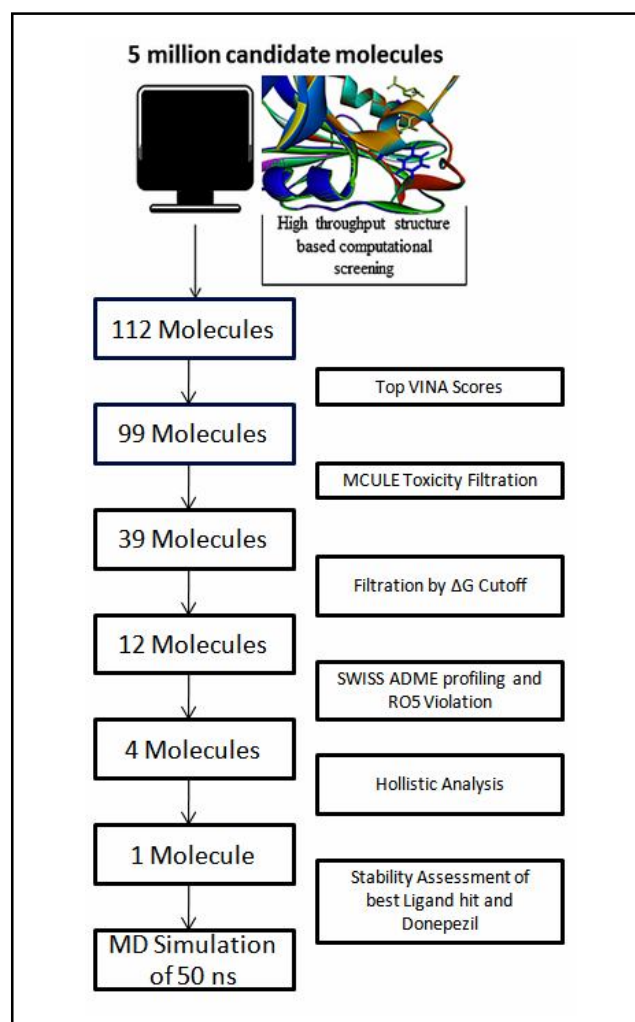 5 million candidate molecules
High throughput structure
based computational
screening
112 Molecules
Top VINA Scores
99 Molecules
MCULE Toxicity Filtration
39 Molecules
Filtration by ΔG Cutoff
12 Molecules
SWISS ADME profiling and
RO5 Violation
4 Molecules
Hollistic Analysis
1 Molecule
Stability Assessment of
best Ligand hit and
Donepezil
MD Simulation
of 50 ns